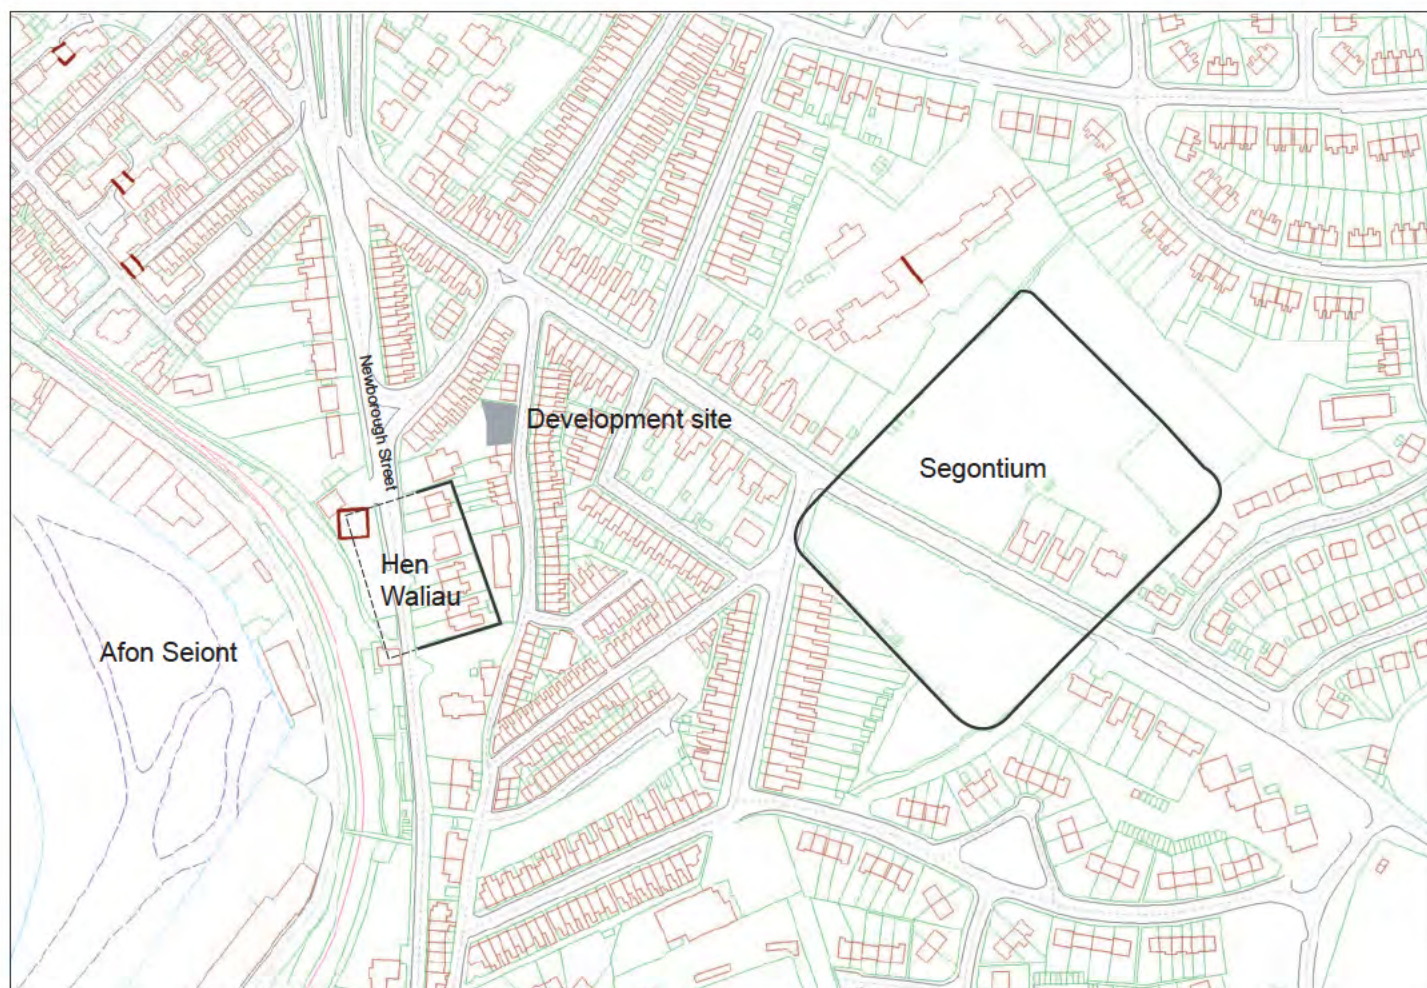 Newborough Street
Development site
Segontium
Hen
Waliau
Afon Seiont